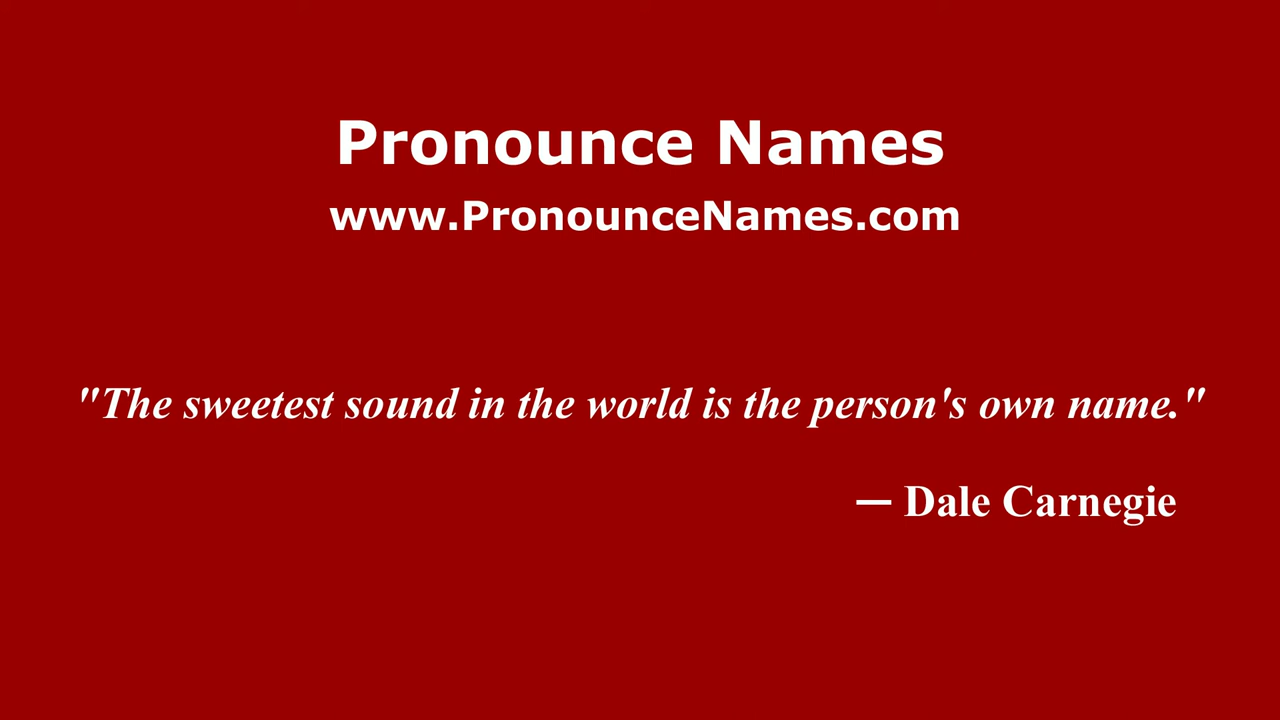 Pronounce Names
www.PronounceNames.com
"The sweetest sound in the world is the person's own name."
— Dale Carnegie